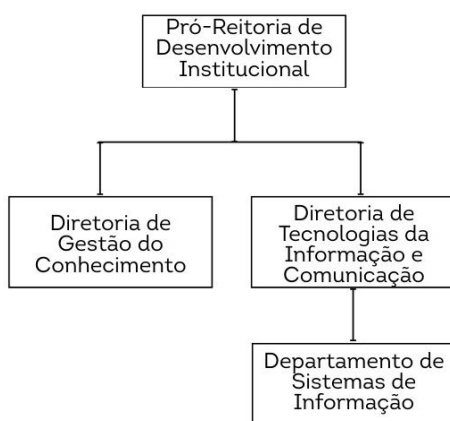 Pró-Reitoria de
Desenvolvimento
Institucional
Diretoria de
Gestão do
Conhecimento
Diretoria de
Tecnologias da
Informação e
Comunicação
Departamento de
Sistemas de
Informação